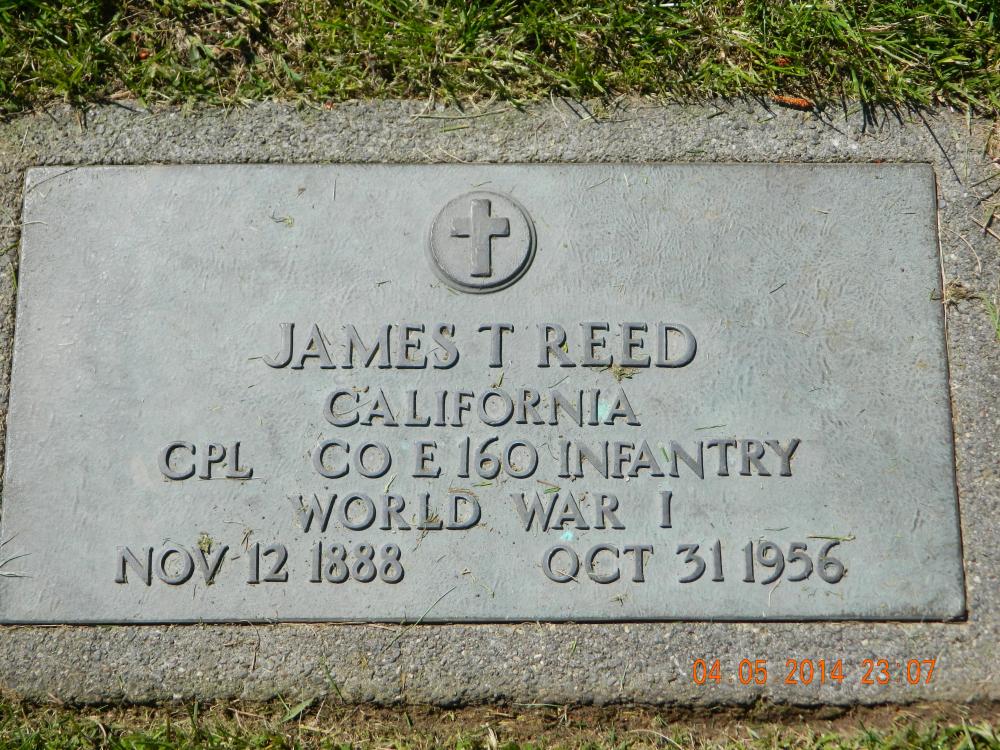 JAMES T REED
CALIFORNIA
CPL CO E 160 INFANTRY
WORLD WAR I
NOV 12 1888 OCT 31 1956
04 05 2014 23 07